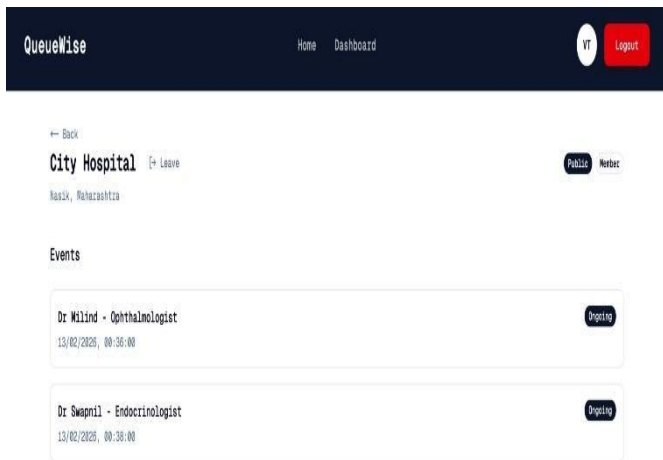 QueueWise Home Dashboard VT Logout
← Back
City Hospital Leave Public Member
Nasik, Maharashtra
Events
Dr Milind - Ophthalmologist Ongoing
13/02/2026, 00:36:00
Dr Swapnil - Endocrinologist Ongoing
13/02/2026, 00:38:00